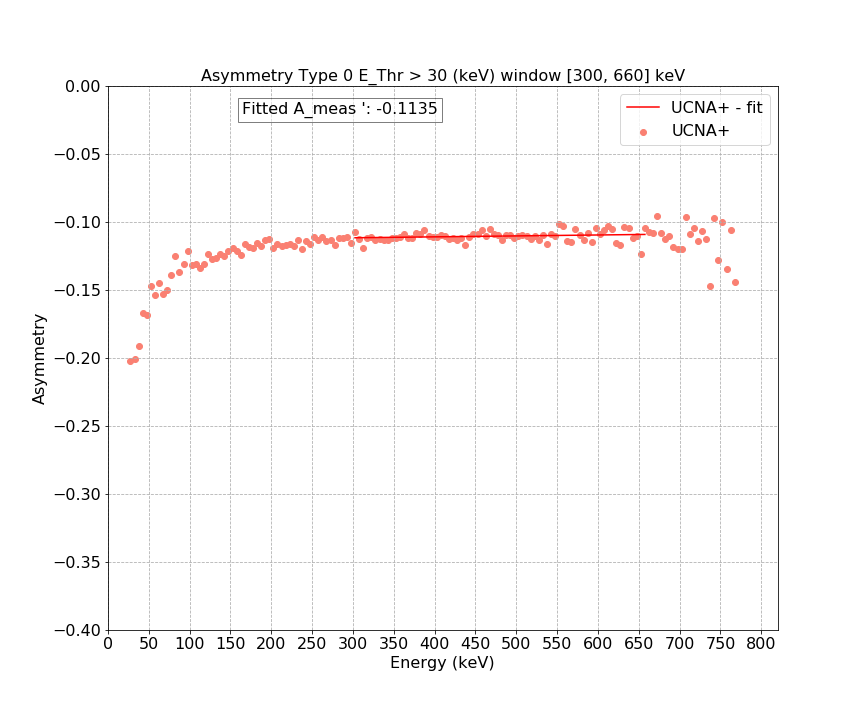 Asymmetry Type 0 E_Thr > 30 (keV) window [300, 660] keV
0.00
−0.05
−0.10
−0.15
−0.20
−0.25
−0.30
−0.35
−0.40
Asymmetry
Fitted A_meas ': -0.1135
UCNA+ - fit
UCNA+
0 50 100 150 200 250 300 350 400 450 500 550 600 650 700 750 800
Energy (keV)